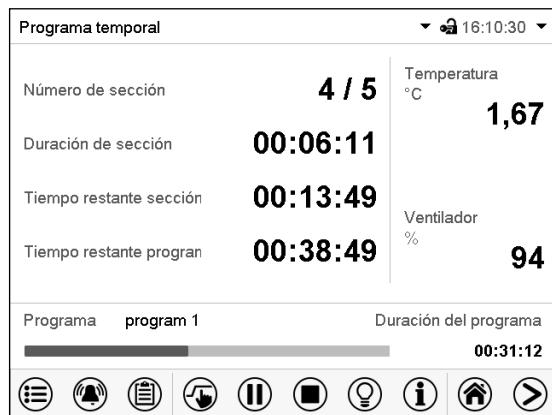 Programa temporal 16:10:30
Número de sección 4 / 5
Duración de sección 00:06:11
Tiempo restante sección 00:13:49
Tiempo restante progran 00:38:49
Temperatura
°C
1,67
Ventilador
%
94
Programa program 1 Duración del programa
00:31:12